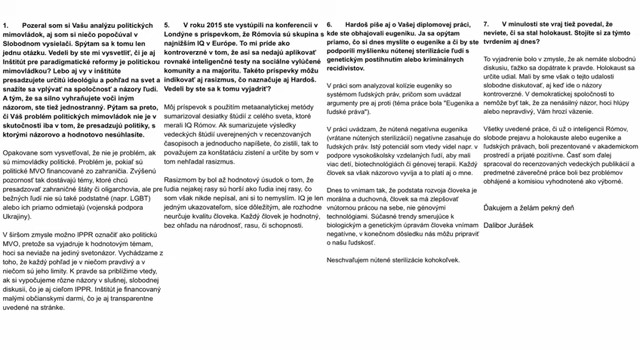 1. Pozeral som si Vašu analýzu politických
mimovládok, aj som si niečo popočúval v
Slobodnom vysielači. Spýtam sa k tomu len
jednu otázku. Vedeli by ste mi vysvetliť, či je aj
Inštitút pre paradigmatické reformy je politickou
mimovládkou? Lebo aj vy v inštitúte
presadzujete určitú ideológiu a pohľad na svet a
snažíte sa vplývať na spoločnosť a názory ľudí.
A tým, že sa silno vyhraňujete voči iným
názorom, ste tiež jednostranný. Pýtam sa preto,
či Váš problém politických mimovládok nie je v
skutočnosti iba v tom, že presadzujú politiky, s
ktorými názorovo a hodnotovo nesúhlasíte.
Opakovane som vysvetľoval, že nie je problém, ak
sú mimovládky politické. Problém je, pokiaľ sú
politické MVO financované zo zahraničia. Zvýšenú
pozornosť tak dostávajú témy, ktoré chcú
presadzovať zahraničné štáty či oligarchovia, ale pre
bežných ľudí nie sú také podstatné (napr. LGBT)
alebo ich priamo odmietajú (vojenská podpora
Ukrajiny).
V širšom zmysle možno IPPR označiť ako politickú
MVO, pretože sa vyjadruje k hodnotovým témam,
hoci sa neviaže na jediný svetonázor. Vychádzame z
toho, že každý pohľad je v niečom pravdivý a v
niečom sú jeho limity. K pravde sa priblížime vtedy,
ak si vypočujeme rôzne názory v slušnej, slobodnej
diskusii, čo je aj cieľom IPPR. Inštitút je financovaný
malými občianskymi darmi, čo je aj transparentne
uvedené na stránke.
5. V roku 2015 ste vystúpili na konferencii v
Londýne s príspevkom, že Rómovia sú skupina s
najnižším IQ v Európe. To mi príde ako
kontroverzné v tom, že asi sa nedajú aplikovať
rovnaké inteligenčné testy na sociálne vylúčené
komunity a na majoritu. Takéto príspevky môžu
indikovať aj rasizmus, čo naznačuje aj Hardoš.
Vedeli by ste sa k tomu vyjadriť?
Môj príspevok s použitím metaanalytickej metódy
sumarizoval desiatky štúdií z celého sveta, ktoré
merali IQ Rómov. Ak sumarizujete výsledky
vedeckých štúdií uverejnených v recenzovaných
časopisoch a jednoducho napíšete, čo zistili, tak to
považujem za konštatáciu zistení a určite by som v
tom nehľadal rasizmus.
Rasizmom by bol až hodnotový úsudok o tom, že
ľudia nejakej rasy sú horší ako ľudia inej rasy, čo
som však nikde nepísal, ani si to nemyslím. IQ je len
jedným ukazovateľom, síce dôležitým, ale rozhodne
neurčuje kvalitu človeka. Každý človek je hodnotný,
bez ohľadu na národnosť, rasu, či schopnosti.
6. Hardoš píše aj o Vašej diplomovej práci,
kde ste obhajovali eugeniku. Ja sa opýtam
priamo, čo si dnes myslíte o eugenike a či by ste
podporili myšlienku nútenej sterilizácie ľudí s
genetickým postihnutím alebo kriminálnych
recidivistov.
V práci som analyzoval kolízie eugeniky so
systémom ľudských práv, pričom som uvádzal
argumenty pre aj proti (téma práce bola "Eugenika a
ľudské práva").
V práci uvádzam, že nútená negatívna eugenika
(vrátane nútených sterilizácií) negatívne zasahuje do
ľudských práv. Istý potenciál som vtedy videl napr. v
podpore vysokoškolsky vzdelaných ľudí, aby mali
viac detí, biotechnológiách či génovej terapii. Každý
človek sa však názorovo vyvíja a to platí aj o mne.
Dnes to vnímam tak, že podstata rozvoja človeka je
morálna a duchovná, človek sa má zlepšovať
vnútornou prácou na sebe, nie génovými
technológiami. Súčasné trendy smerujúce k
biologickým a genetickým úpravám človeka vnímam
negatívne, v konečnom dôsledku nás môžu pripraviť
o našu ľudskosť.
Neschvaľujem nútené sterilizácie kohokoľvek.
7. V minulosti ste vraj tiež povedal, že
neviete, či sa stal holokaust. Stojíte si za týmto
tvrdením aj dnes?
To vyjadrenie bolo v zmysle, že ak nemáte slobodnú
diskusiu, ťažko sa dopátrate k pravde. Holokaust sa
určite udial. Mali by sme však o tejto udalosti
slobodne diskutovať, aj keď ide o názory
kontroverzné. V demokratickej spoločnosti to
nemôže byť tak, že za nenásilný názor, hoci hlúpy
alebo nepravdivý, Vám hrozí väzenie.
Všetky uvedené práce, či už o inteligencii Rómov,
slobode prejavu a holokauste alebo eugenike a
ľudských právach, boli prezentované v akademickom
prostredí a prijaté pozitívne. Časť som ďalej
spracoval do recenzovaných vedeckých publikácií a
predmetné záverečné práce boli bez problémov
obhájené a komisiou vyhodnotené ako výborné.
Ďakujem a želám pekný deň
Dalibor Jurášek